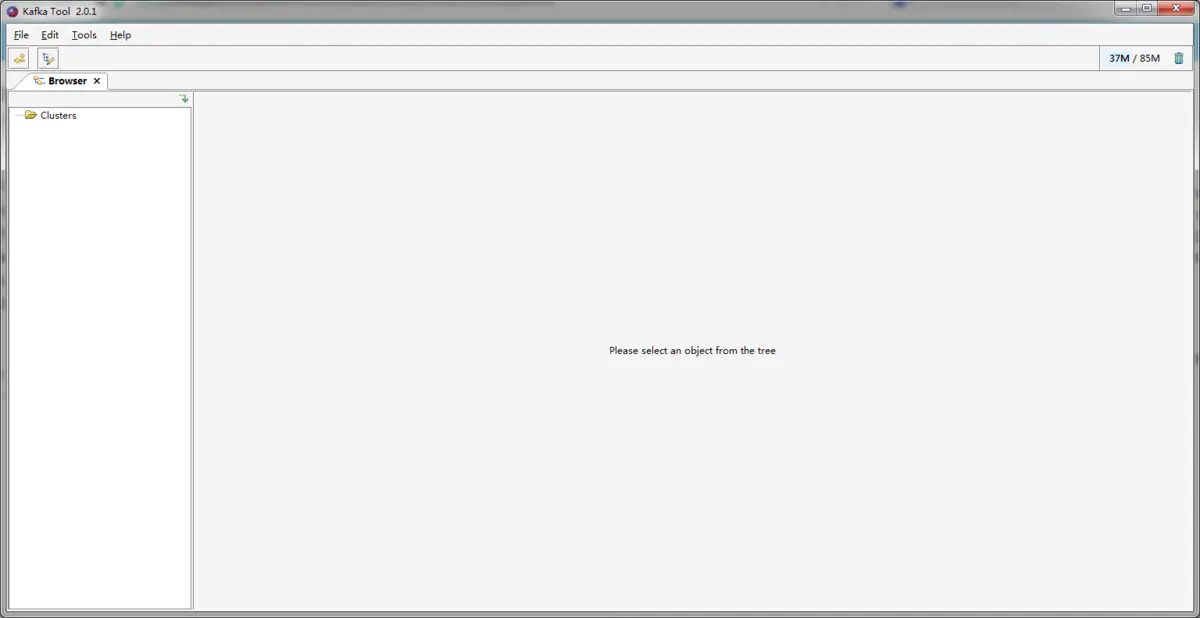 Kafka Tool 2.0.1
File Edit Tools Help
37M / 85M
Browser
Clusters
Please select an object from the tree